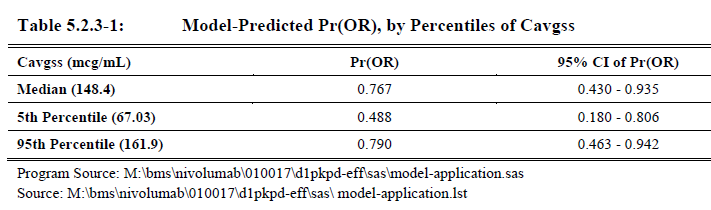 Table 5.2.3-1: Model-Predicted Pr(OR), by Percentiles of Cavgss
Cavgss (mcg/mL) Pr(OR) 95% CI of Pr(OR)
Median (148.4) 0.767 0.430 - 0.935
5th Percentile (67.03) 0.488 0.180 - 0.806
95th Percentile (161.9) 0.790 0.463 - 0.942
Program Source: M:\bms\nivolumab\010017\d1pkpd-eff\sas\model-application.sas
Source: M:\bms\nivolumab\010017\d1pkpd-eff\sas\ model-application.lst